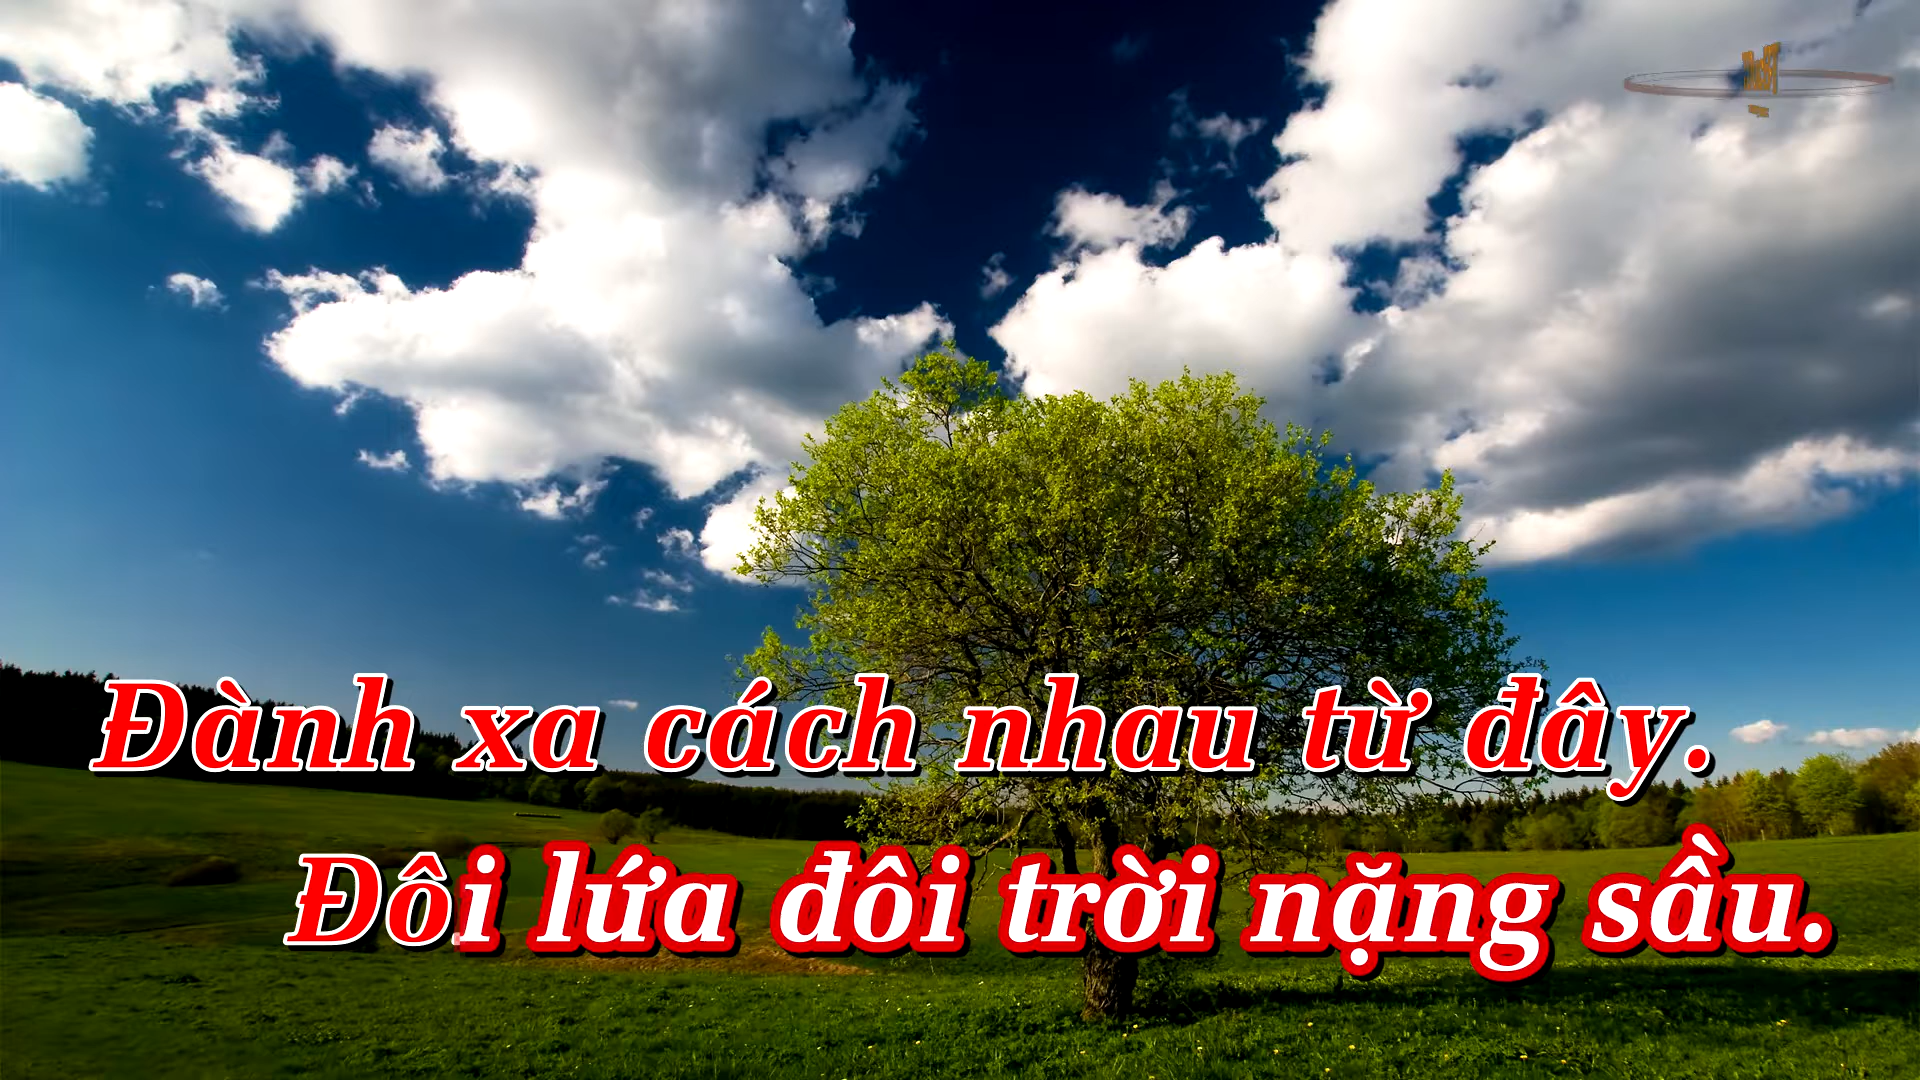 Đành xa cách nhau từ đây.
Đôi lứa đôi trời nặng sầu.